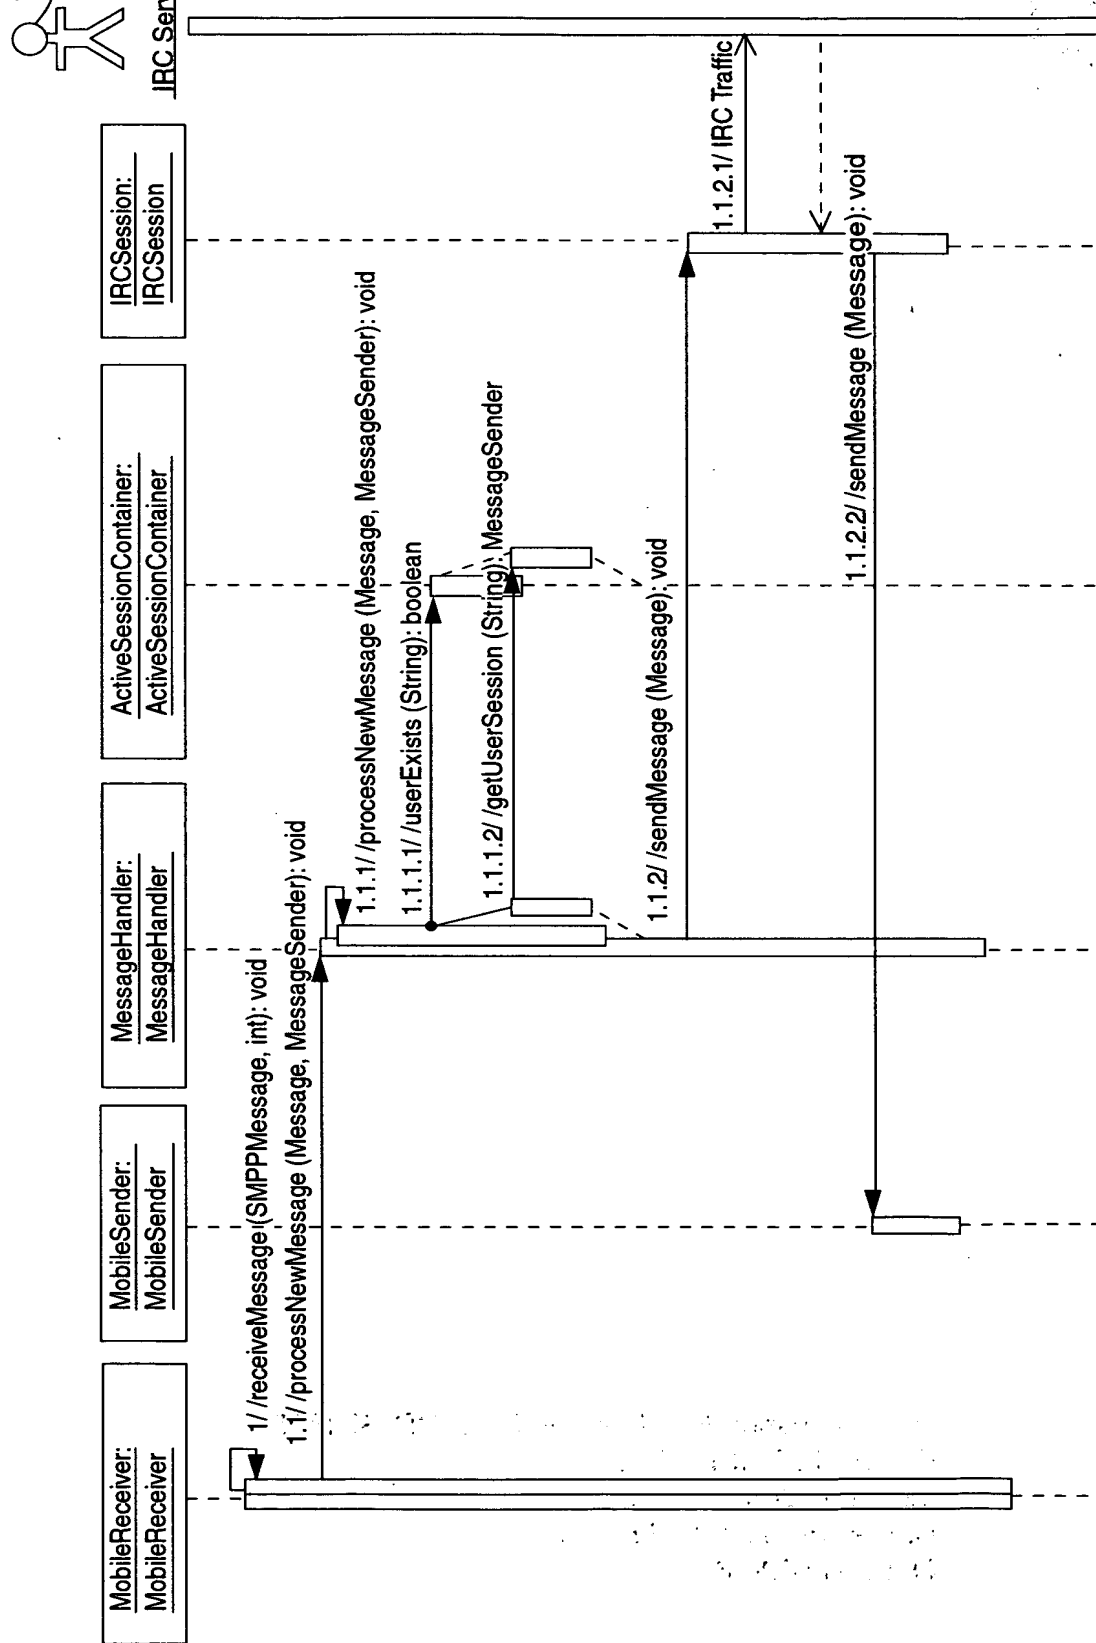 MobileReceiver:
MobileReceiver
MobileSender:
MobileSender
MessageHandler:
MessageHandler
ActiveSessionContainer:
ActiveSessionContainer
IRCSession:
IRCSession
IRC Ser
1/ /receiveMessage (SMPPMessage, int): void
1.1/ /processNewMessage (Message, MessageSender): void
1.1.1/ /processNewMessage (Message, MessageSender): void
1.1.1.1/ /userExists (String): boolean
1.1.1.2/ /getUserSession (String): MessageSender
1.1.2/ /sendMessage (Message): void
1.1.2.1/ IRC Traffic
1.1.2.2/ /sendMessage (Message): void